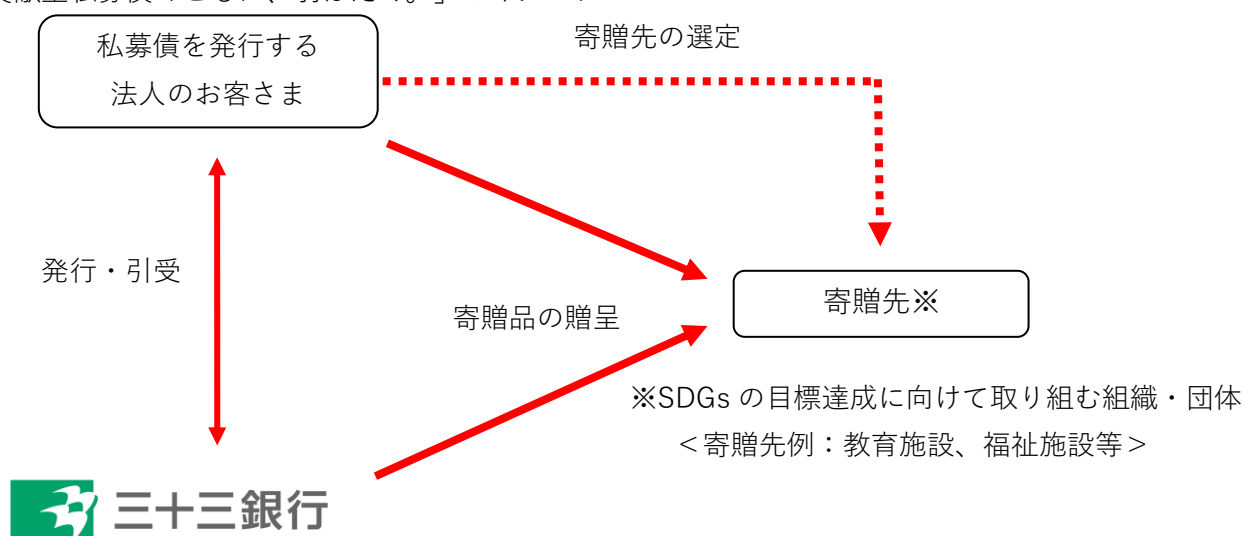 私募債を発行する
法人のお客さま
寄贈先の選定
発行・引受
寄贈品の贈呈
寄贈先※
※SDGs の目標達成に向けて取り組む組織・団体
＜寄贈先例：教育施設、福祉施設等＞
三十三銀行